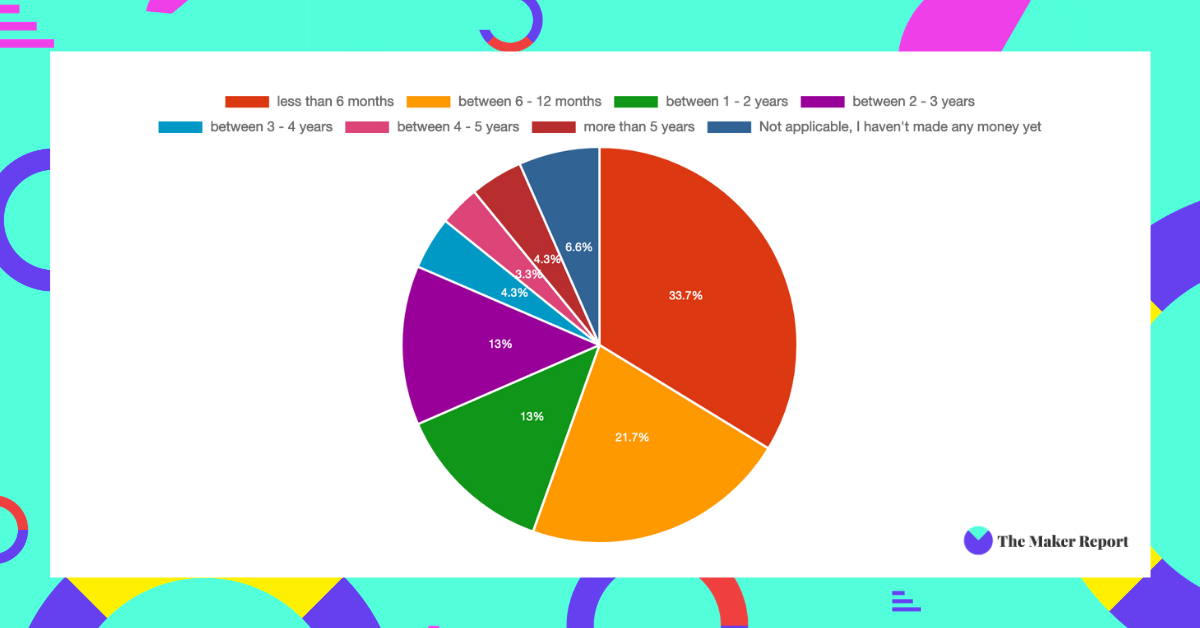 less than 6 months between 6 - 12 months between 1 - 2 years between 2 - 3 years
between 3 - 4 years between 4 - 5 years more than 5 years Not applicable, I haven't made any money yet
6.6%
4.3%
3.3%
4.3%
33.7%
13%
13%
21.7%
The Maker Report